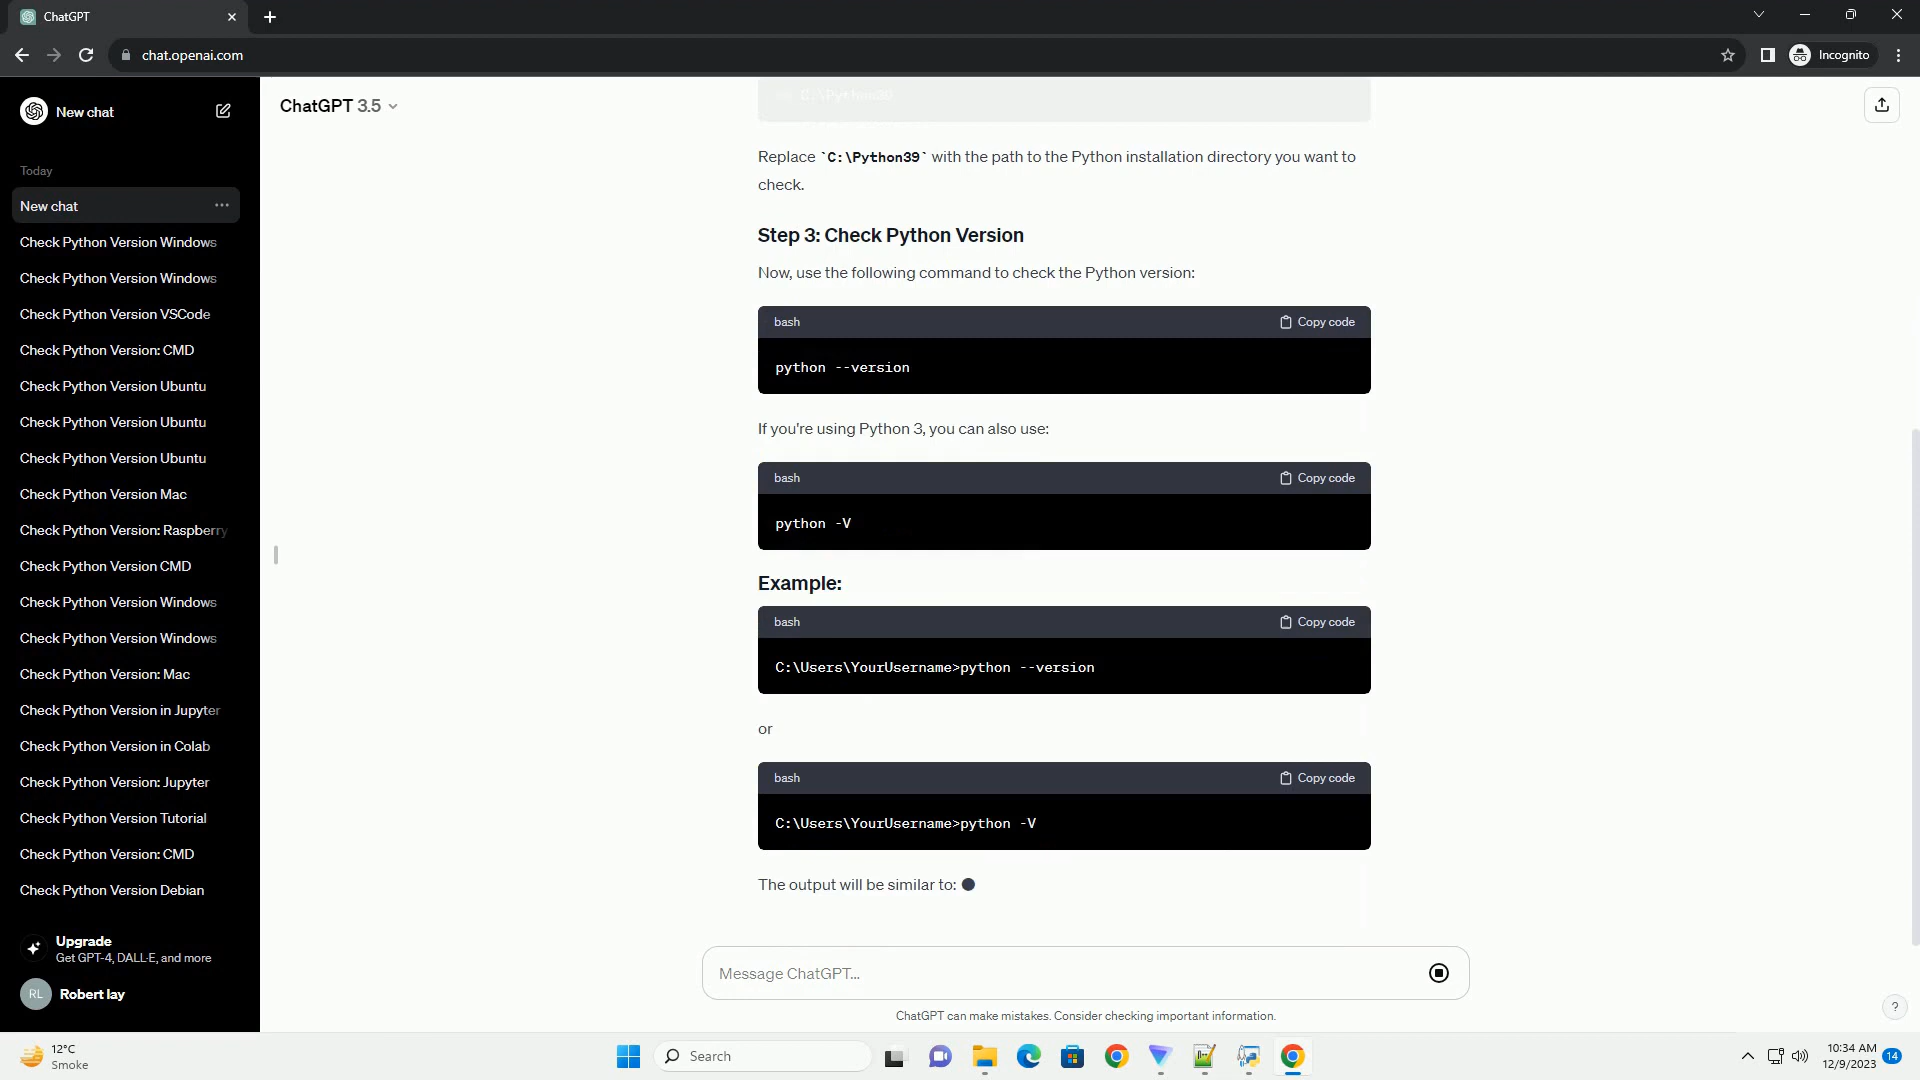 ChatGPT
chat.openai.com
Incognito
New chat
Today
New chat
Check Python Version Windows
Check Python Version Windows
Check Python Version VSCode
Check Python Version: CMD
Check Python Version Ubuntu
Check Python Version Ubuntu
Check Python Version Ubuntu
Check Python Version Mac
Check Python Version: Raspberry
Check Python Version CMD
Check Python Version Windows
Check Python Version Windows
Check Python Version: Mac
Check Python Version in Jupyter
Check Python Version in Colab
Check Python Version: Jupyter
Check Python Version Tutorial
Check Python Version: CMD
Check Python Version Debian
Upgrade
Get GPT-4, DALL·E, and more
RL
Robert lay
ChatGPT 3.5
C:\Python39
Replace `C:\Python39` with the path to the Python installation directory you want to
check.
Step 3: Check Python Version
Now, use the following command to check the Python version:
bash Copy code
python --version
If you're using Python 3, you can also use:
bash Copy code
python -V
Example:
bash Copy code
C:\Users\YourUsername>python --version
or
bash Copy code
C:\Users\YourUsername>python -V
The output will be similar to:
Message ChatGPT...
ChatGPT can make mistakes. Consider checking important information.
?
12°C
Smoke
Search
10:34 AM
12/9/2023
14